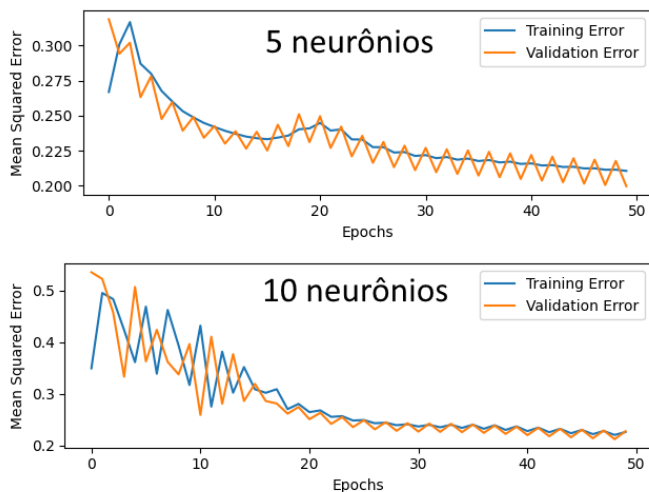 5 neurônios
Training Error
Validation Error
Mean Squared Error
0.300
0.275
0.250
0.225
0.200
0 10 20 30 40 50
Epochs
10 neurônios
Training Error
Validation Error
Mean Squared Error
0.5
0.4
0.3
0.2
0 10 20 30 40 50
Epochs